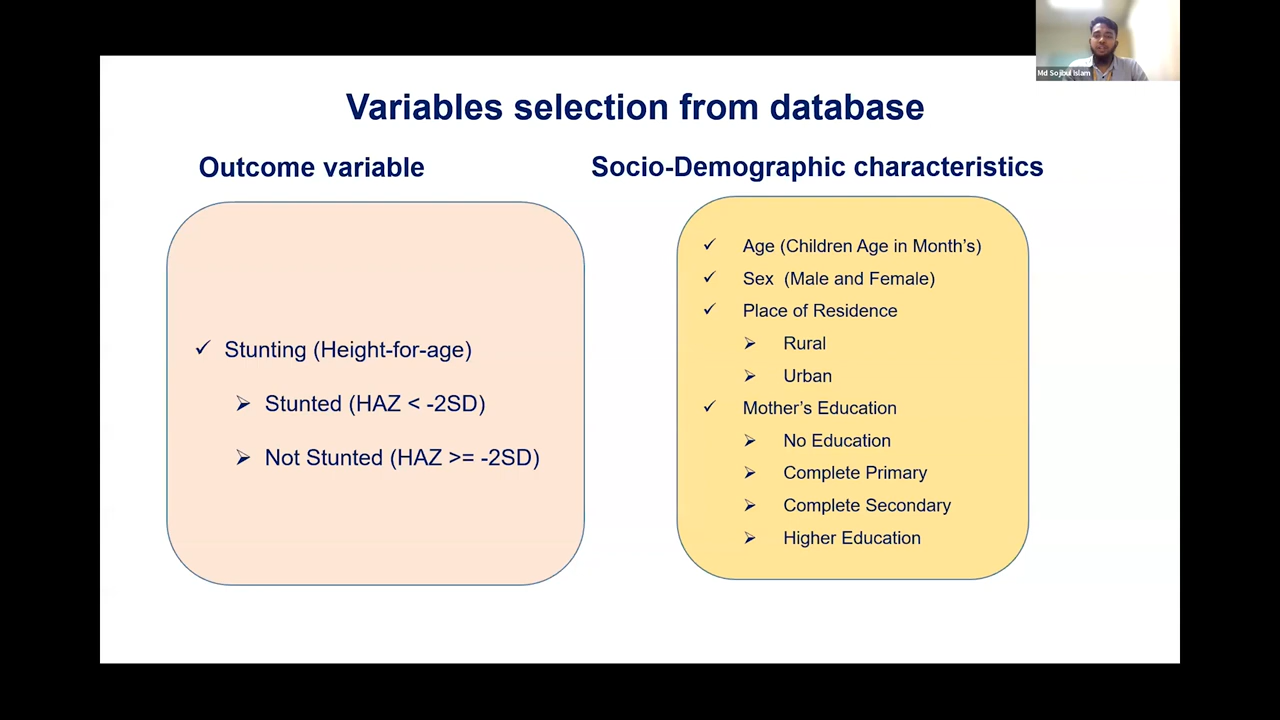 Md Sojibul Islam
Variables selection from database
Outcome variable
✓ Stunting (Height-for-age)
➢ Stunted (HAZ < -2SD)
➢ Not Stunted (HAZ >= -2SD)
Socio-Demographic characteristics
✓ Age (Children Age in Month’s)
✓ Sex (Male and Female)
✓ Place of Residence
➢ Rural
➢ Urban
✓ Mother’s Education
➢ No Education
➢ Complete Primary
➢ Complete Secondary
➢ Higher Education